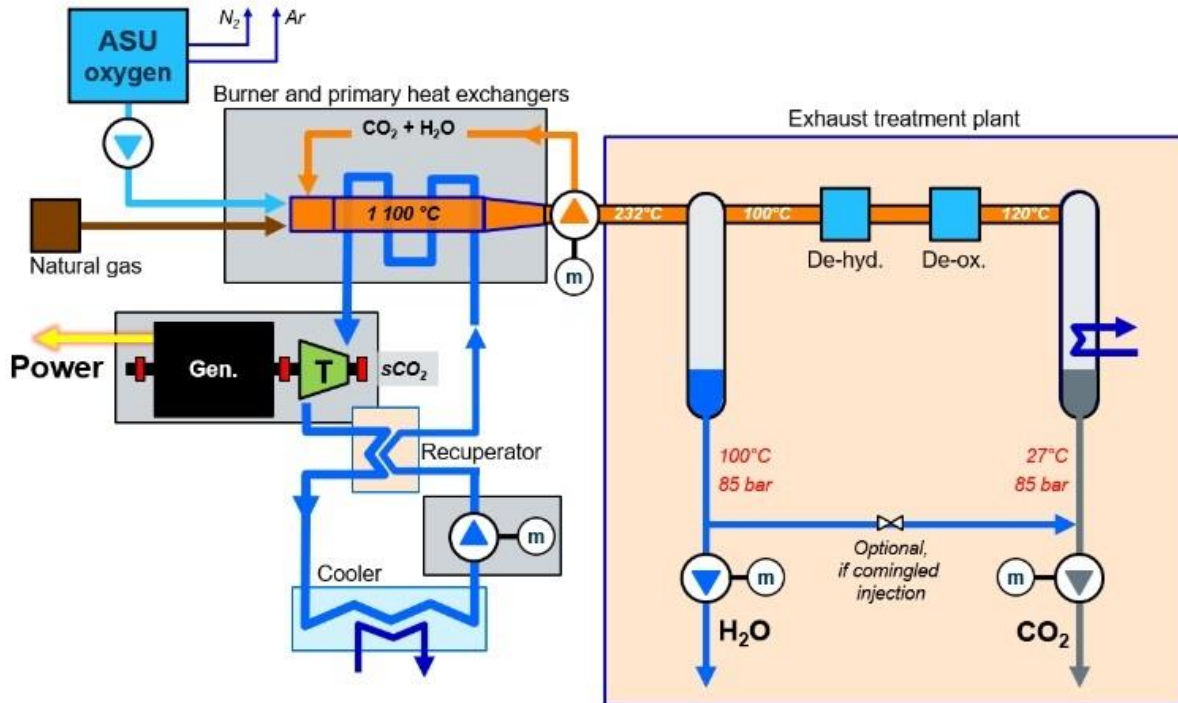 N₂
Ar
ASU
oxygen
Burner and primary heat exchangers
CO₂ + H₂O
1 100 °C
Natural gas
Exhaust treatment plant
232°C
100°C
120°C
De-hyd.
De-ox.
m
Power
Gen.
T
sCO₂
Recuperator
m
Cooler
100°C
85 bar
27°C
85 bar
Optional,
if comingled
injection
m
m
H₂O
CO₂